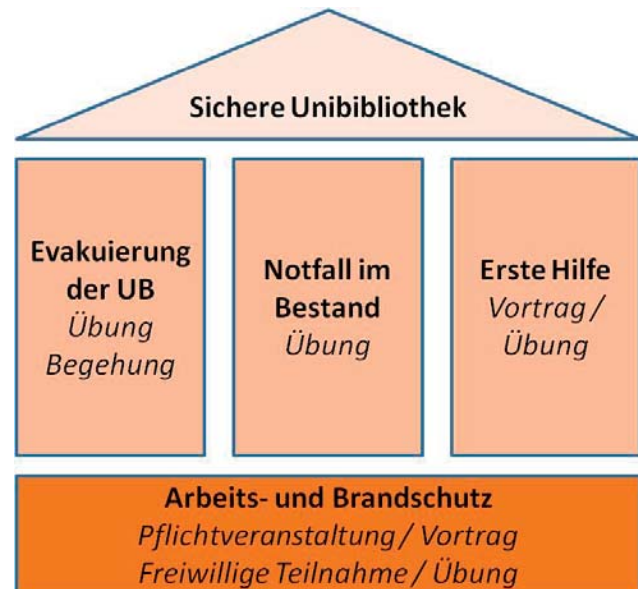 Sichere Unibibliothek
Evakuierung
der UB
Übung
Begehung
Notfall im
Bestand
Übung
Erste Hilfe
Vortrag /
Übung
Arbeits- und Brandschutz
Pflichtveranstaltung / Vortrag
Freiwillige Teilnahme / Übung